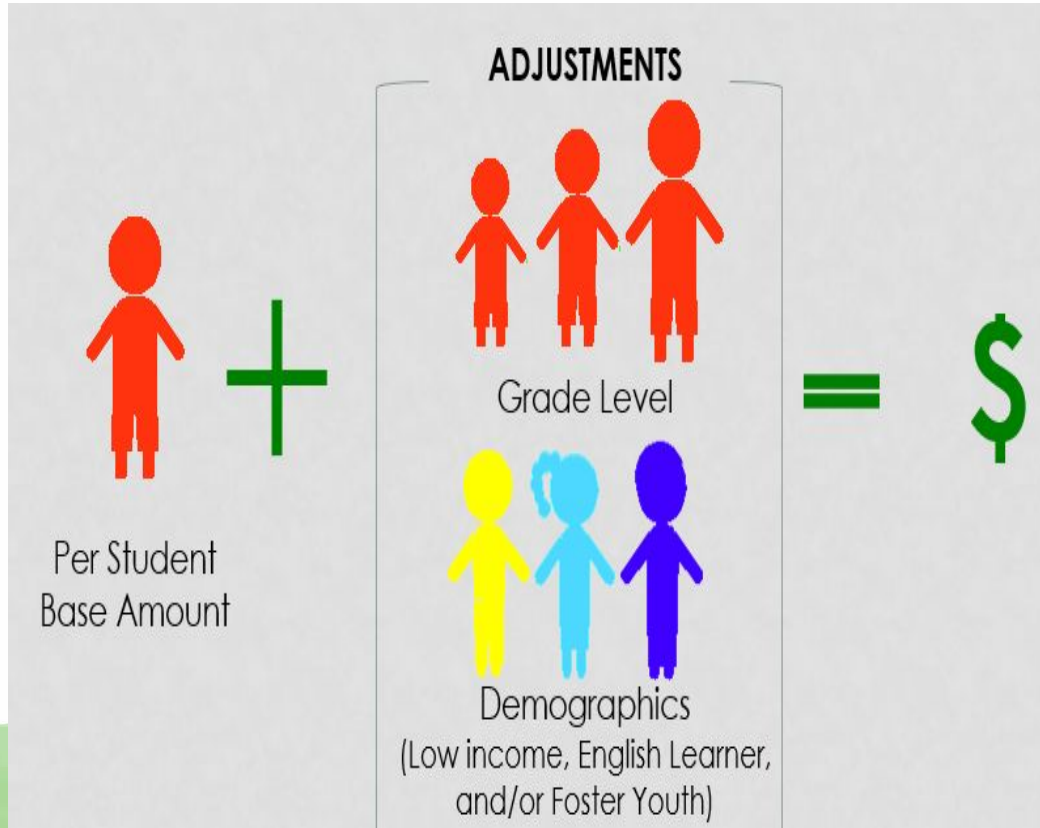 ADJUSTMENTS
Grade Level
+
=
$
Per Student
Base Amount
Demographics
(Low income, English Learner,
and/or Foster Youth)